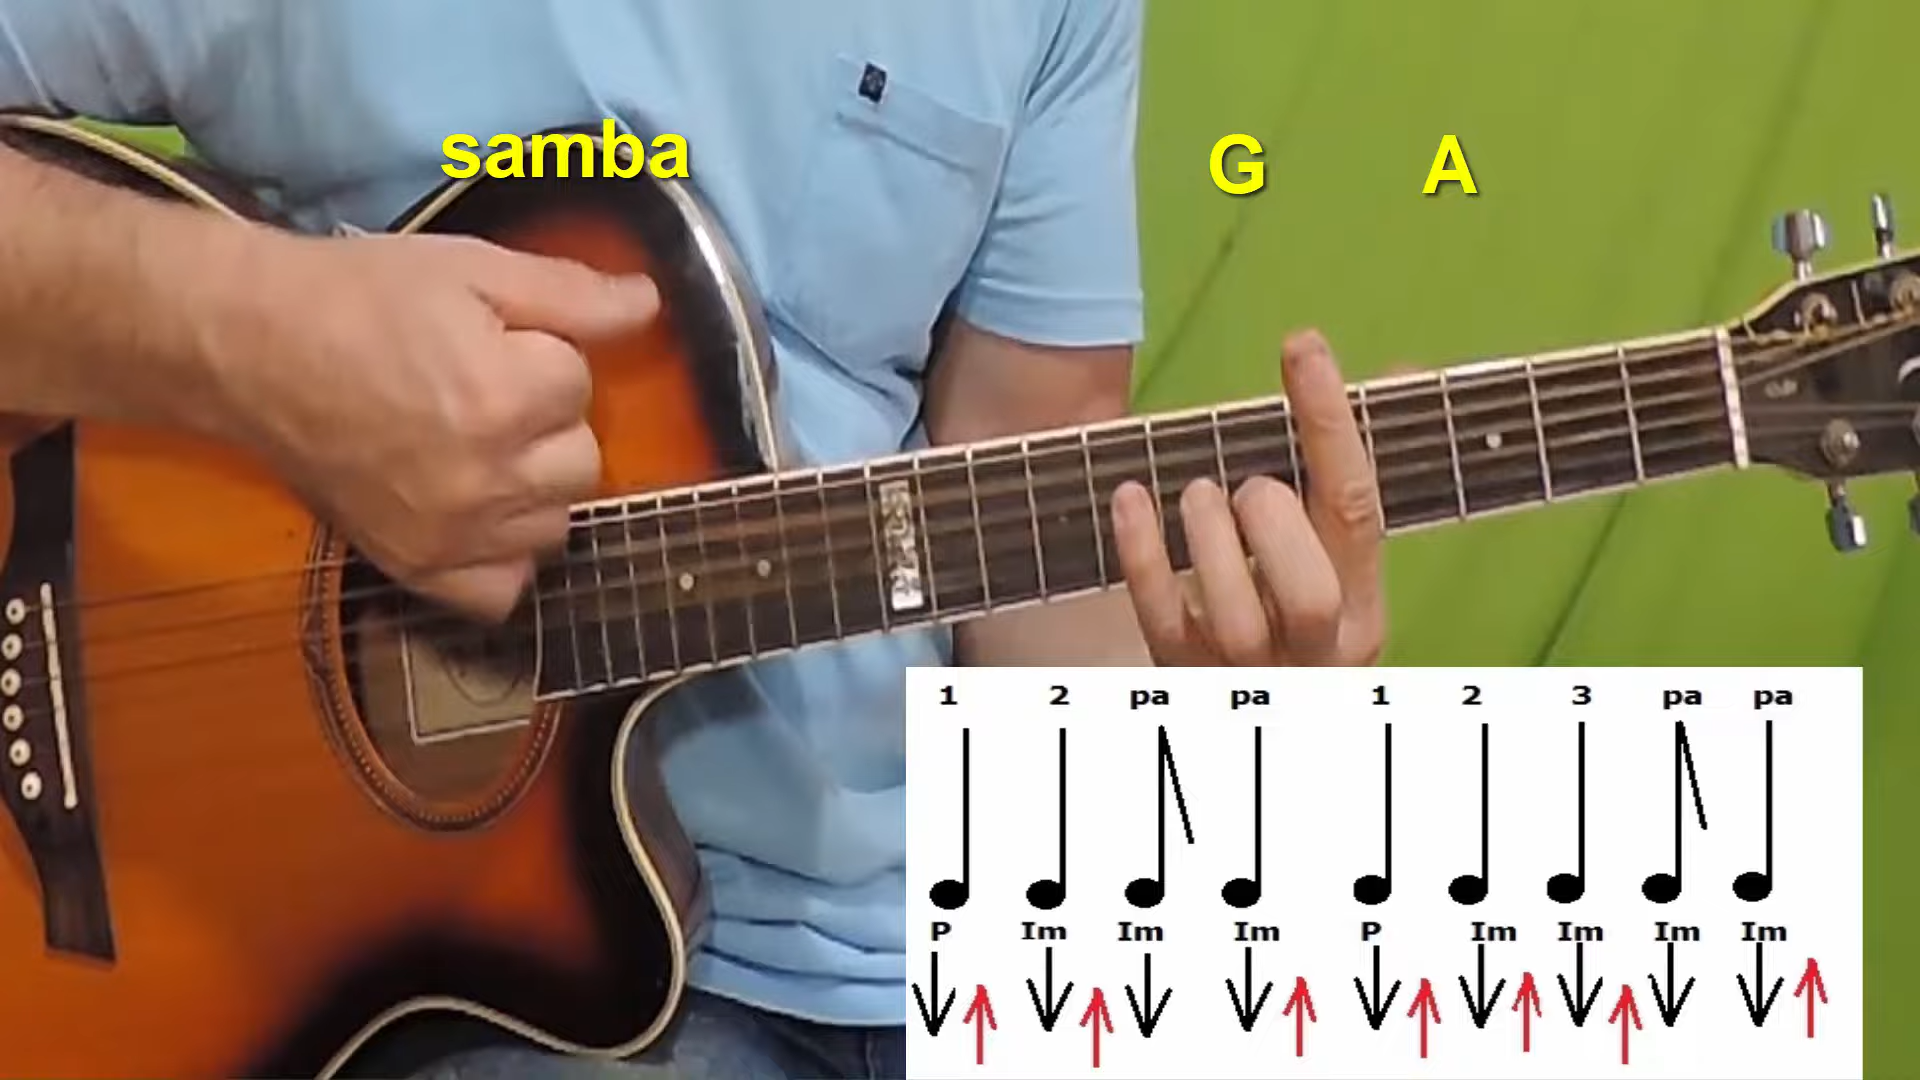 samba
G A
1 2 pa pa 1 2 3 pa pa
P Im Im Im P Im Im Im Im